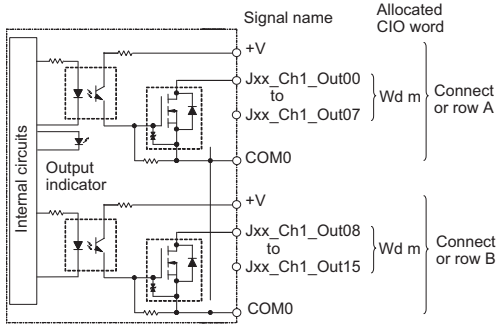 Signal name
Allocated
CIO word
+V
Jxx_Ch1_Out00
to
Jxx_Ch1_Out07
Wd m
Connect
or row A
COM0
Internal circuits
Output
indicator
+V
Jxx_Ch1_Out08
to
Jxx_Ch1_Out15
Wd m
Connect
or row B
COM0